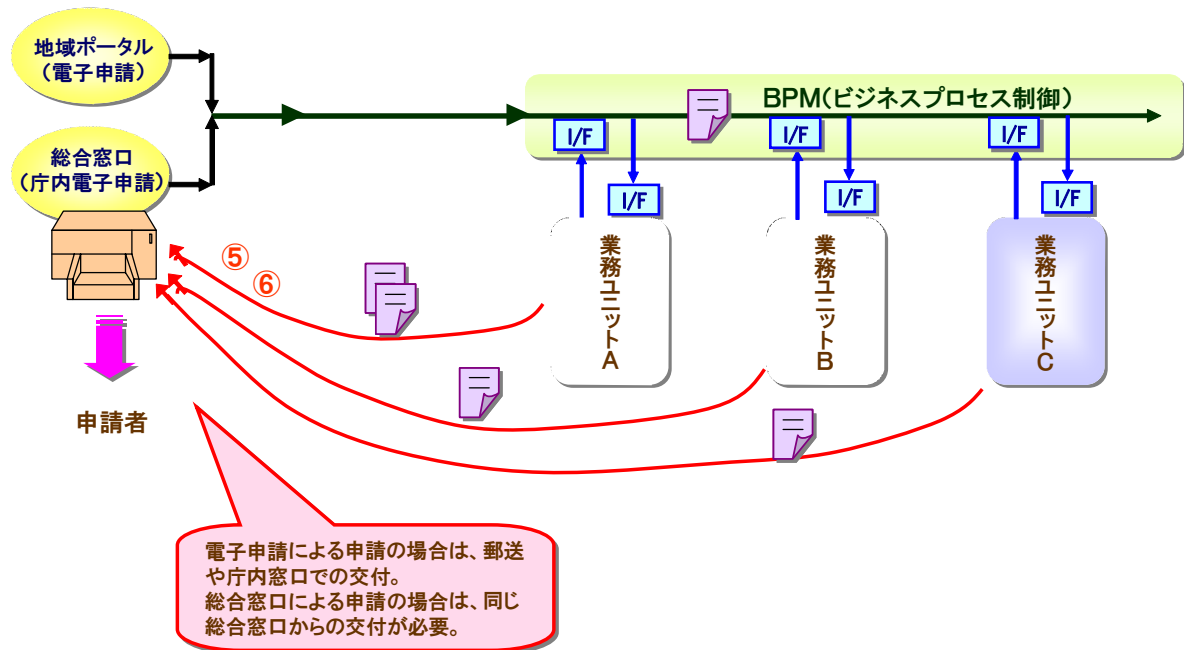 地域ポータル
（電子申請）
BPM(ビジネスプロセス制御)
I/F
I/F
I/F
総合窓口
（庁内電子申請）
I/F
I/F
I/F
業務ユニットA
業務ユニットB
業務ユニットC
⑤
⑥
申請者
電子申請による申請の場合は、郵送
や庁内窓口での交付。
総合窓口による申請の場合は、同じ
総合窓口からの交付が必要。